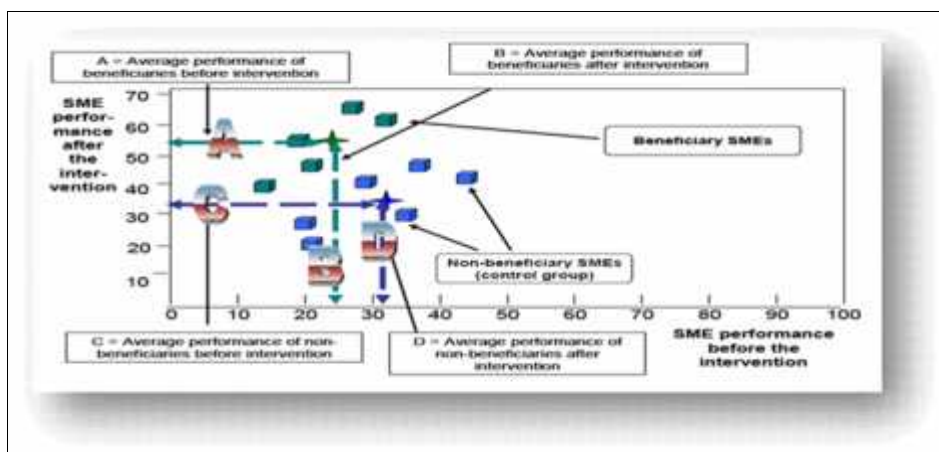 A = Average performance of
beneficiaries before intervention
B = Average performance of
beneficiaries after intervention
SME
perfor-
mance
after
the
inter-
vention
70
60
50
40
30
20
10
A
C
B
D
Beneficiary SMEs
Non-beneficiary SMEs
(control group)
0 10 20 30 40 50 60 70 80 90 100
C = Average performance of non-
beneficiaries before intervention
D = Average performance of
non-beneficiaries after
intervention
SME performance
before the
intervention